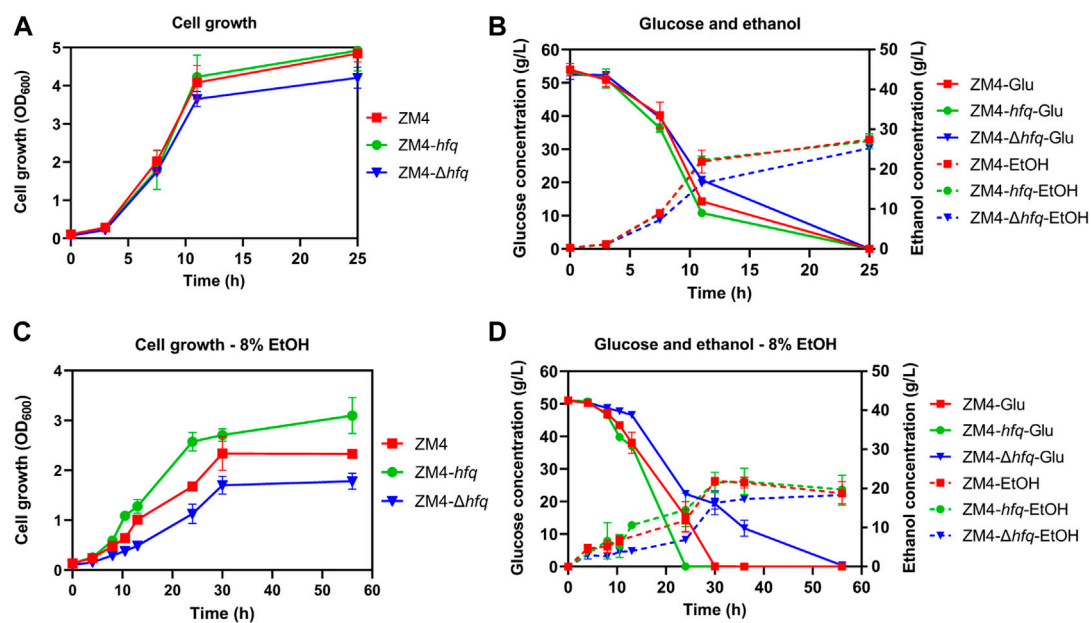 A
Cell growth
Cell growth (OD600)
5
4
3
2
1
0
0 5 10 15 20 25
Time (h)
ZM4
ZM4-hfq
ZM4-Δhfq
B
Glucose and ethanol
Glucose concentration (g/L)
60
50
40
30
20
10
0
0 5 10 15 20 25
Time (h)
50
40
30
20
10
0
Ethanol concentration (g/L)
ZM4-Glu
ZM4-hfq-Glu
ZM4-Δhfq-Glu
ZM4-EtOH
ZM4-hfq-EtOH
ZM4-Δhfq-EtOH
C
Cell growth - 8% EtOH
Cell growth (OD600)
4
3
2
1
0
0 10 20 30 40 50 60
Time (h)
ZM4
ZM4-hfq
ZM4-Δhfq
D
Glucose and ethanol - 8% EtOH
Glucose concentration (g/L)
60
50
40
30
20
10
0
0 10 20 30 40 50 60
Time (h)
50
40
30
20
10
0
Ethanol concentration (g/L)
ZM4-Glu
ZM4-hfq-Glu
ZM4-Δhfq-Glu
ZM4-EtOH
ZM4-hfq-EtOH
ZM4-Δhfq-EtOH